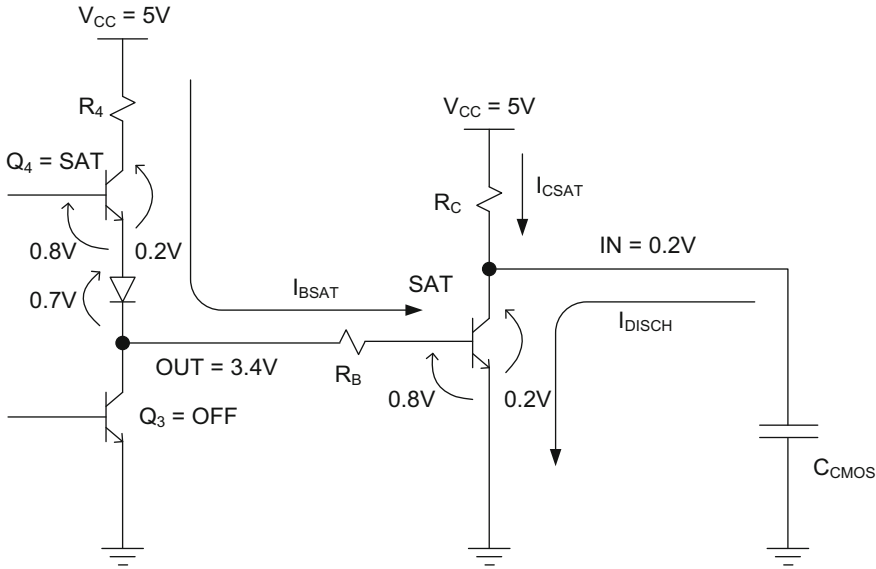 V_CC = 5V
R_4
V_CC = 5V
Q_4 = SAT
R_C
I_CSAT
0.8V
0.2V
IN = 0.2V
0.7V
I_BSAT
SAT
I_DISCH
OUT = 3.4V
R_B
0.8V
0.2V
Q_3 = OFF
C_CMOS